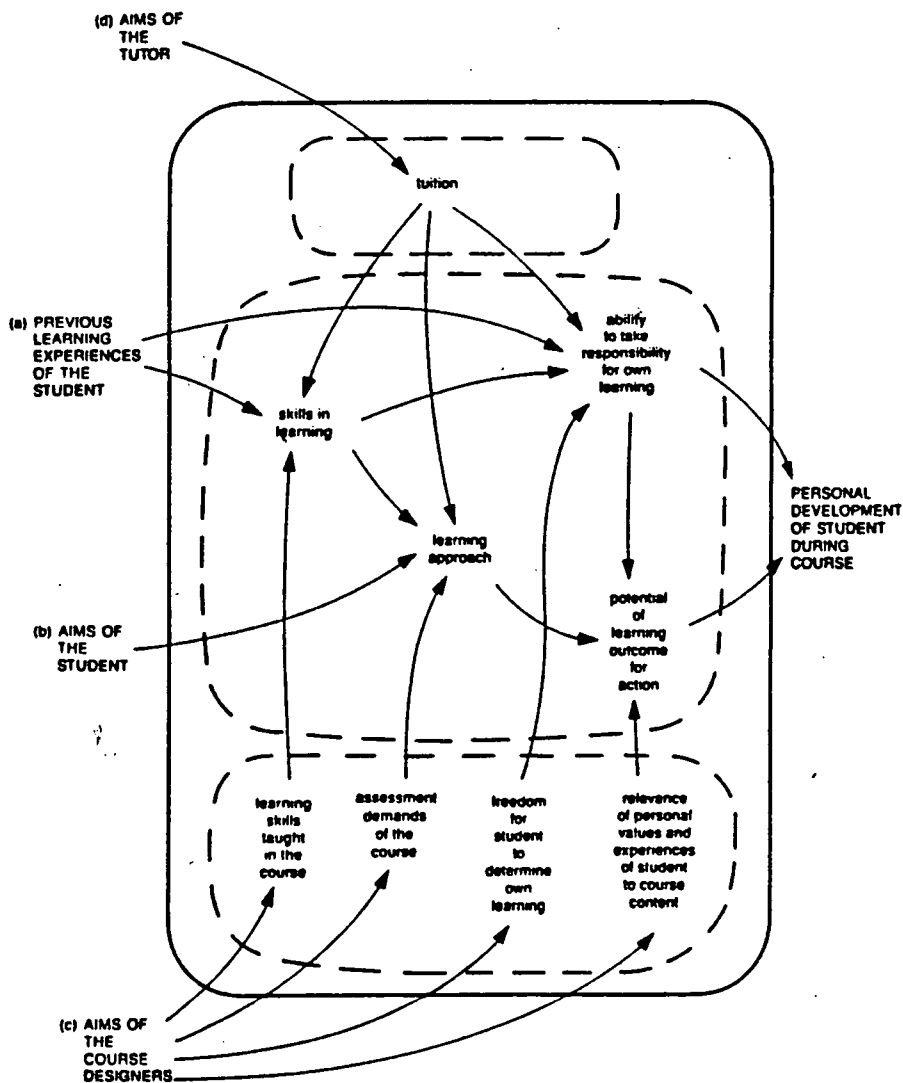 (d) AIMS OF
THE
TUTOR
tuition
(a) PREVIOUS
LEARNING
EXPERIENCES
OF THE
STUDENT
ability
to take
responsibility
for own
learning
skills in
learning
PERSONAL
DEVELOPMENT
OF STUDENT
DURING
COURSE
learning
approach
(b) AIMS OF
THE
STUDENT
potential
of
learning
outcome
for
action
learning
skills
taught
in the
course
assessment
demands
of the
course
freedom
for
student
to
determine
own
learning
relevance
of personal
values and
experiences
of student
to course
content
(c) AIMS OF
THE
COURSE
DESIGNERS